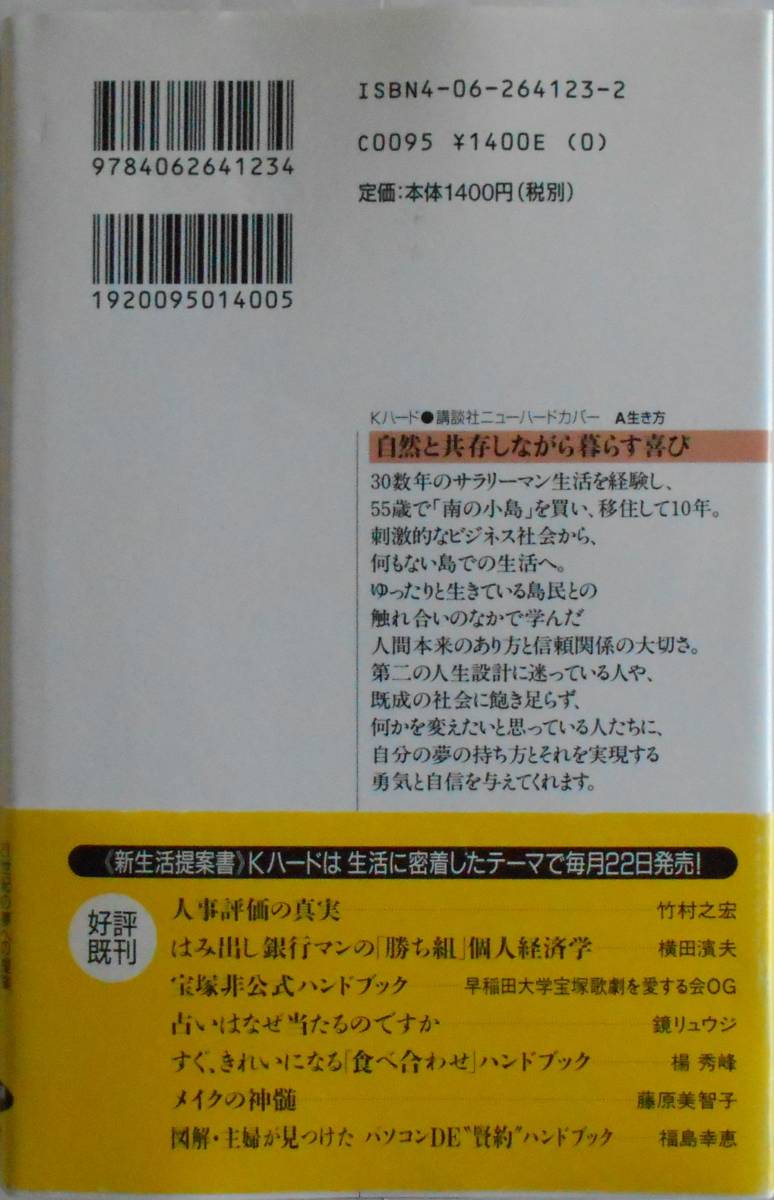 ISBN4-06-264123-2
C0095 ¥1400E (0)
定価:本体1400円(税別)
9784062641234
1920095014005
Kハード●講談社ニューハードカバー A生き方
自然と共存しながら暮らす喜び
30数年のサラリーマン生活を経験し、
55歳で「南の小島」を買い、移住して10年。
刺激的なビジネス社会から、
何もない島での生活へ。
ゆったりと生きている島民との
触れ合いのなかで学んだ
人間本来のあり方と信頼関係の大切さ。
第二の人生設計に迷っている人や、
既成の社会に飽き足らず、
何かを変えたいと思っている人たちに、
自分の夢の持ち方とそれを実現する
勇気と自信を与えてくれます。
《新生活提案書》Kハードは生活に密着したテーマで毎月22日発売!
好評
既刊
人事評価の真実 竹村之宏
はみ出し銀行マンの「勝ち組」個人経済学 横田濱夫
宝塚非公式ハンドブック 早稲田大学宝塚歌劇を愛する会OG
占いはなぜ当たるのですか 鏡リュウジ
すぐ、きれいになる「食べ合わせ」ハンドブック 楊 秀峰
メイクの神髄 藤原美智子
図解・主婦が見つけた パソコンDE"賢約"ハンドブック 福島幸恵